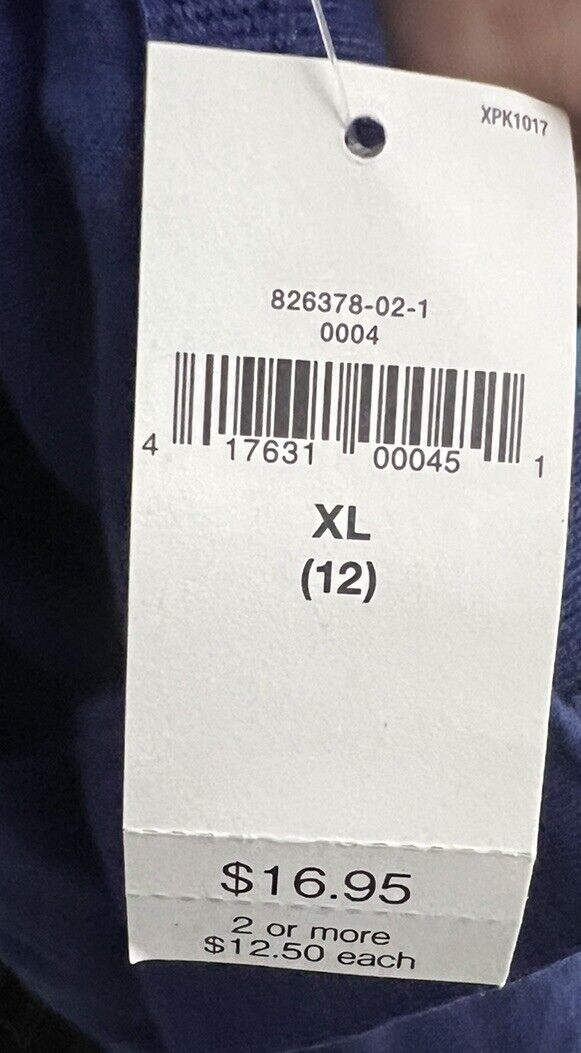 XPK1017
826378-02-1
0004
4 17631 00045 1
XL
(12)
$16.95
2 or more
$12.50 each